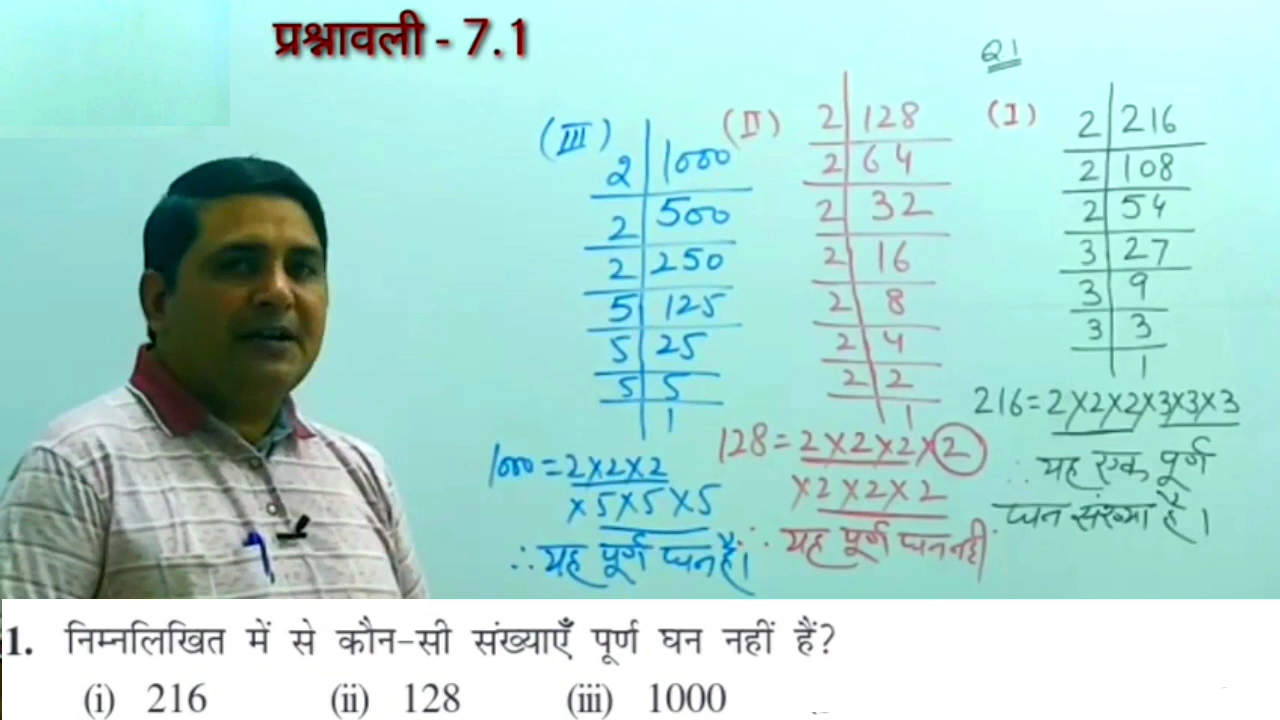 प्रश्नावली - 7.1
Q1
(I)
2 | 216
2 | 108
2 | 54
3 | 27
3 | 9
3 | 3
1
216 = 2×2×2×3×3×3
∴ यह एक पूर्ण
घन संख्या है।
(II)
2 | 128
2 | 64
2 | 32
2 | 16
2 | 8
2 | 4
2 | 2
1
128 = 2×2×2×2
×2×2×2
∴ यह पूर्ण घन नहीं
(III)
2 | 1000
2 | 500
2 | 250
5 | 125
5 | 25
5 | 5
1
1000 = 2×2×2
×5×5×5
∴ यह पूर्ण घन है।
1. निम्नलिखित में से कौन-सी संख्याएँ पूर्ण घन नहीं हैं?
(i) 216 (ii) 128 (iii) 1000